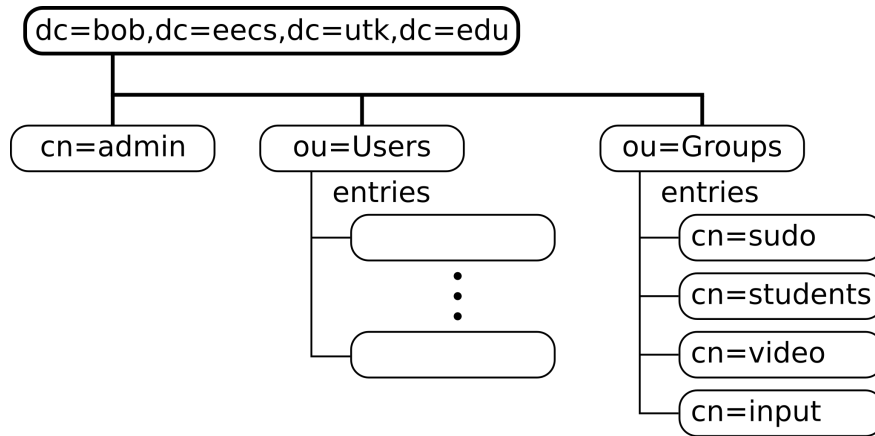 dc=bob,dc=eecs,dc=utk,dc=edu
cn=admin
ou=Users
entries
ou=Groups
entries
cn=sudo
cn=students
cn=video
cn=input